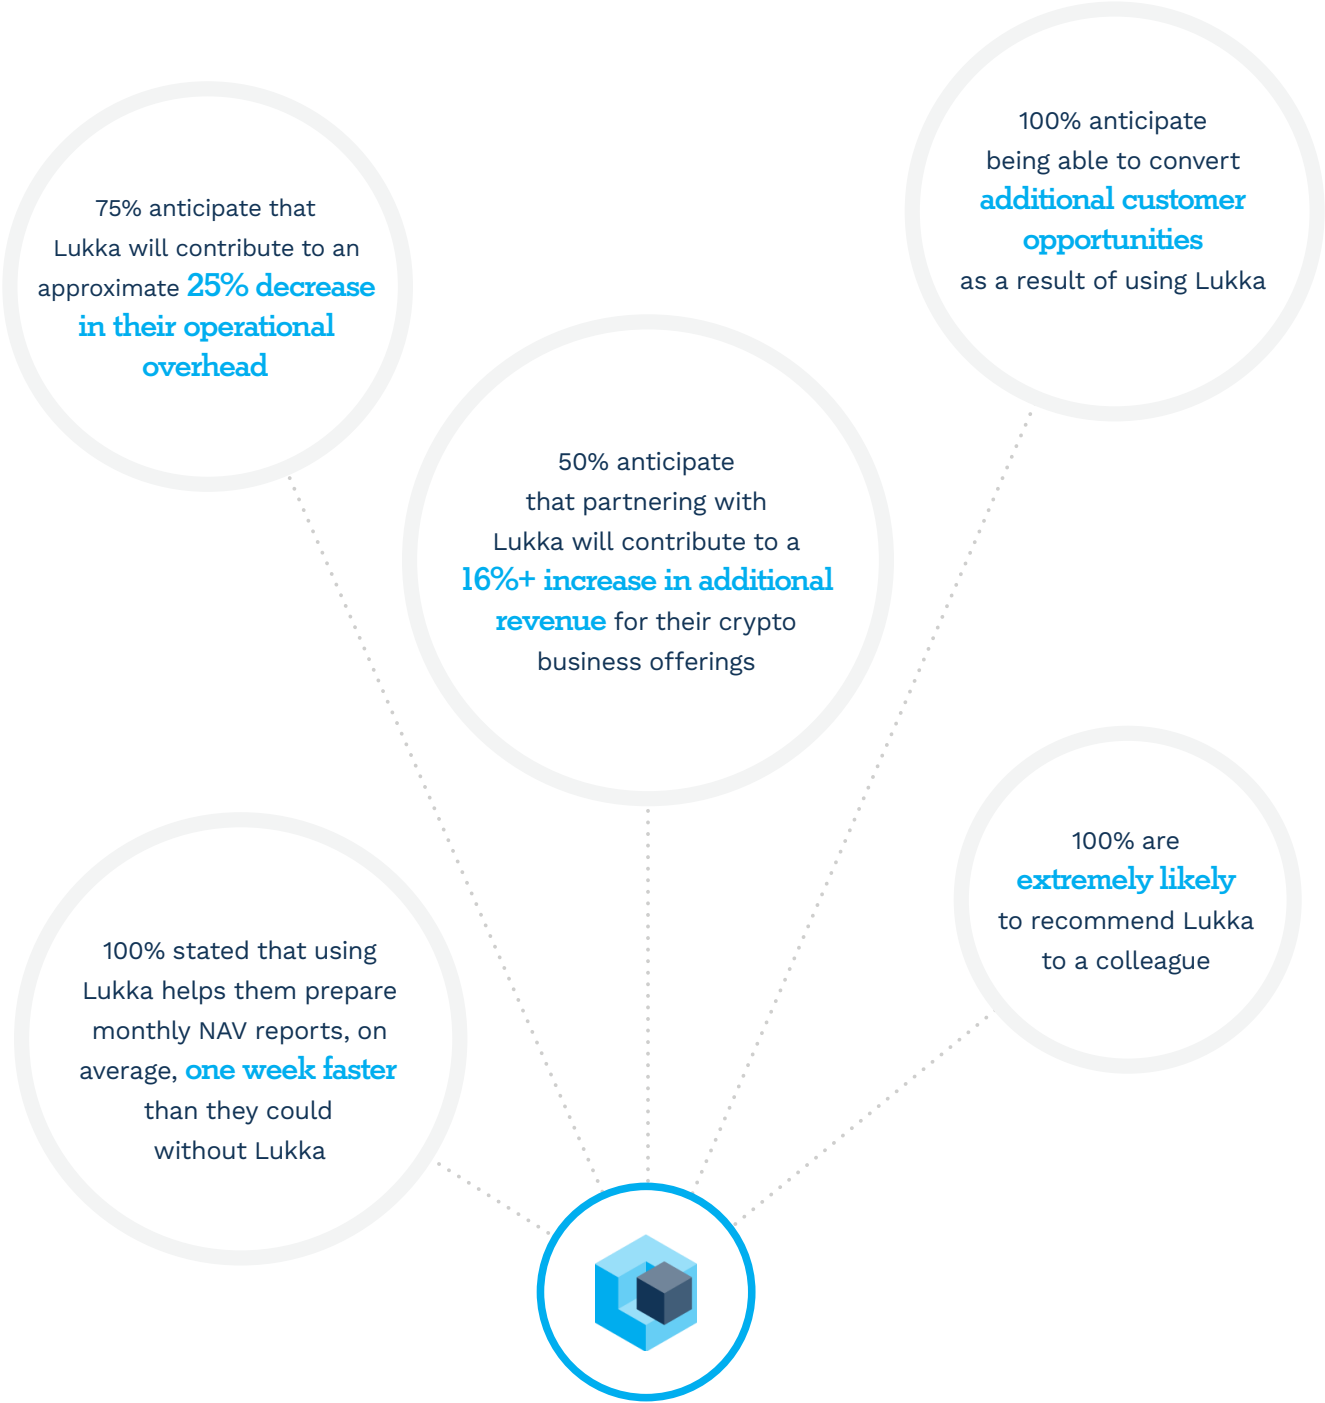 75% anticipate that
Lukka will contribute to an
approximate 25% decrease
in their operational
overhead
100% anticipate
being able to convert
additional customer
opportunities
as a result of using Lukka
50% anticipate
that partnering with
Lukka will contribute to a
16%+ increase in additional
revenue for their crypto
business offerings
100% are
extremely likely
to recommend Lukka
to a colleague
100% stated that using
Lukka helps them prepare
monthly NAV reports, on
average, one week faster
than they could
without Lukka